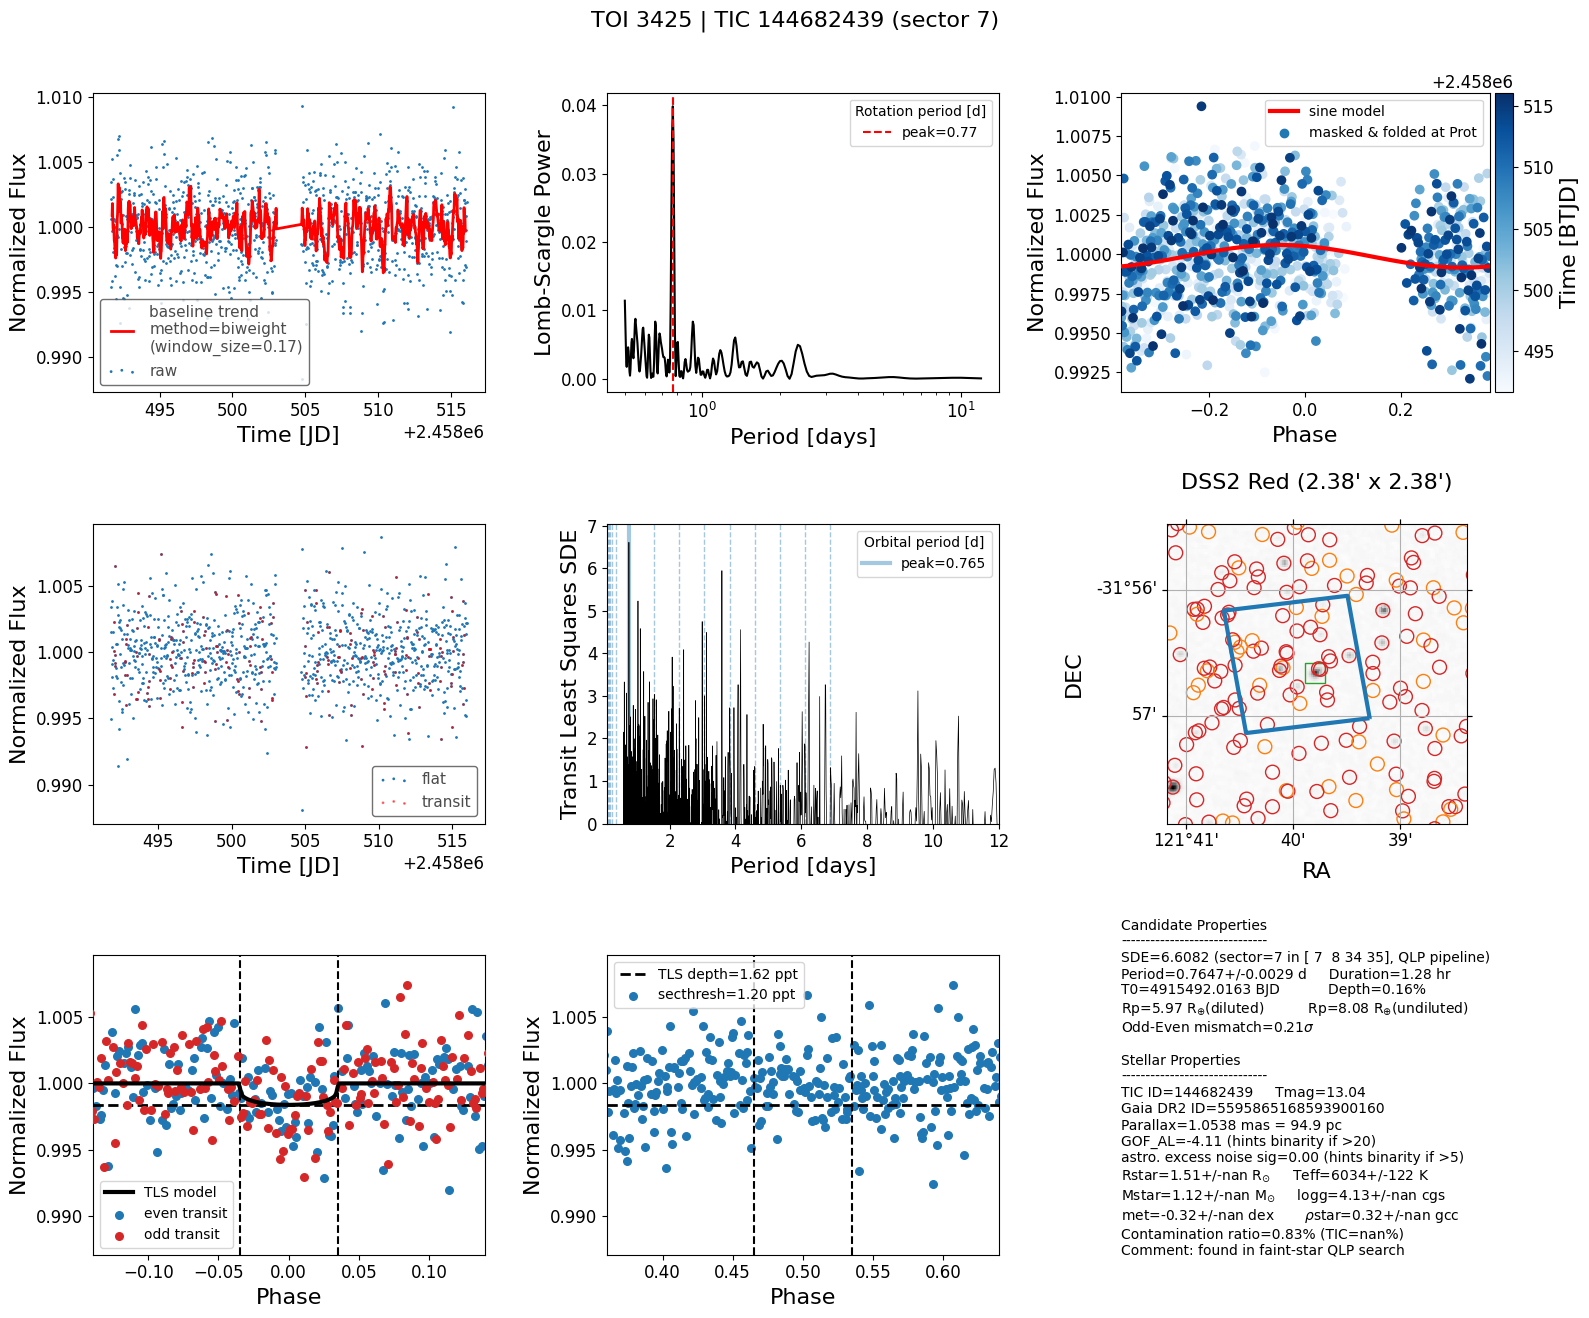 TOI 3425 | TIC 144682439 (sector 7)
Normalized Flux
1.010
1.005
1.000
0.995
0.990
baseline trend
method=biweight
(window_size=0.17)
raw
495 500 505 510 515
Time [JD]
+2.458e6
Lomb-Scargle Power
0.04
0.03
0.02
0.01
0.00
Rotation period [d]
peak=0.77
10^0 10^1
Period [days]
Normalized Flux
1.0100
1.0075
1.0050
1.0025
1.0000
0.9975
0.9950
0.9925
sine model
masked & folded at Prot
−0.2 0.0 0.2
Phase
+2.458e6
515
510
505
500
495
Time [BTJD]
Normalized Flux
1.005
1.000
0.995
0.990
flat
transit
495 500 505 510 515
Time [JD]
+2.458e6
Transit Least Squares SDE
7
6
5
4
3
2
1
0
Orbital period [d]
peak=0.765
2 4 6 8 10 12
Period [days]
DSS2 Red (2.38' x 2.38')
DEC
-31°56'
57'
121°41' 40' 39'
RA
Normalized Flux
1.005
1.000
0.995
0.990
TLS model
even transit
odd transit
−0.10 −0.05 0.00 0.05 0.10
Phase
Normalized Flux
1.005
1.000
0.995
0.990
TLS depth=1.62 ppt
secthresh=1.20 ppt
0.40 0.45 0.50 0.55 0.60
Phase
Candidate Properties
------------------------------
SDE=6.6082 (sector=7 in [ 7 8 34 35], QLP pipeline)
Period=0.7647+/-0.0029 d Duration=1.28 hr
T0=4915492.0163 BJD Depth=0.16%
Rp=5.97 R⊕(diluted) Rp=8.08 R⊕(undiluted)
Odd-Even mismatch=0.21σ
Stellar Properties
------------------------------
TIC ID=144682439 Tmag=13.04
Gaia DR2 ID=5595865168593900160
Parallax=1.0538 mas = 94.9 pc
GOF_AL=-4.11 (hints binarity if >20)
astro. excess noise sig=0.00 (hints binarity if >5)
Rstar=1.51+/-nan R⊙ Teff=6034+/-122 K
Mstar=1.12+/-nan M⊙ logg=4.13+/-nan cgs
met=-0.32+/-nan dex ρstar=0.32+/-nan gcc
Contamination ratio=0.83% (TIC=nan%)
Comment: found in faint-star QLP search